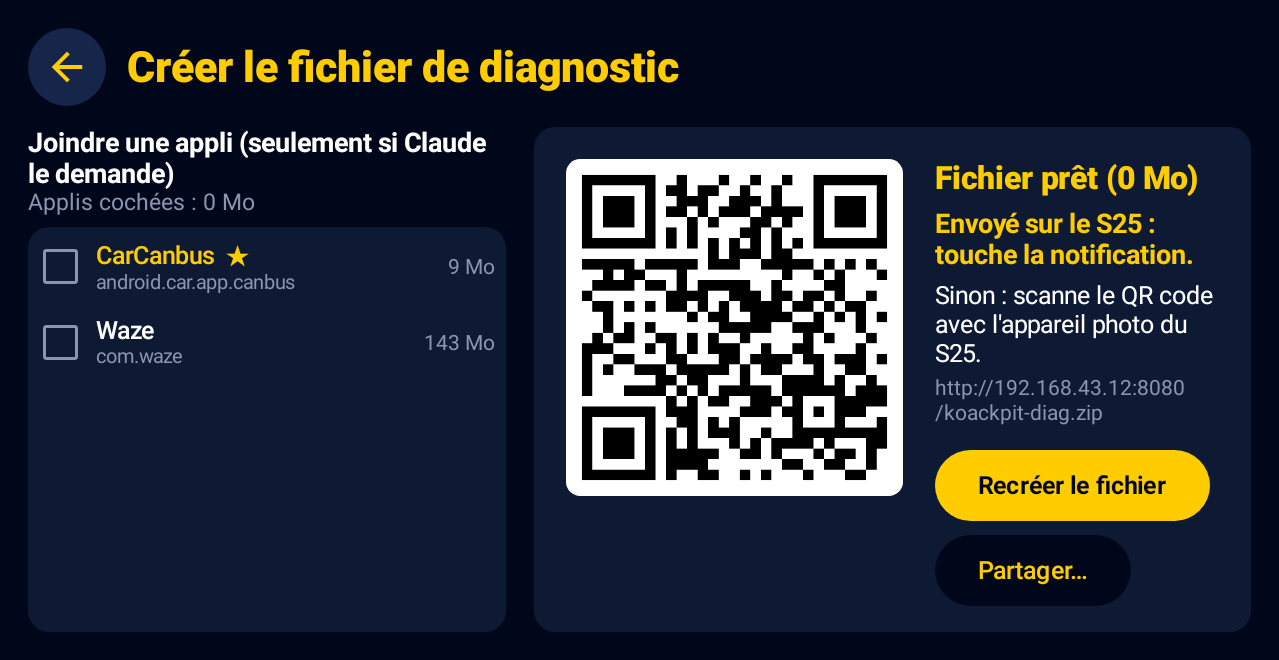 Créer le fichier de diagnostic
Joindre une appli (seulement si Claude
le demande)
Applis cochées : 0 Mo
CarCanbus ★
android.car.app.canbus
9 Mo
Waze
com.waze
143 Mo
Fichier prêt (0 Mo)
Envoyé sur le S25 :
touche la notification.
Sinon : scanne le QR code
avec l'appareil photo du
S25.
http://192.168.43.12:8080
/koackpit-diag.zip
Recréer le fichier
Partager...